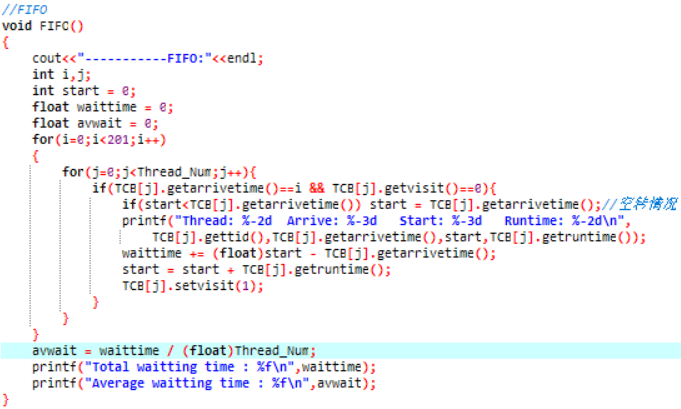 //FIFO
void FIFO()
{
    cout<<"-----------FIFO:"<<endl;
    int i,j;
    int start = 0;
    float waittime = 0;
    float avwait = 0;
    for(i=0;i<201;i++)
    {
        for(j=0;j<Thread_Num;j++){
            if(TCB[j].getarrivetime()==i && TCB[j].getvisit()==0){
                if(start<TCB[j].getarrivetime()) start = TCB[j].getarrivetime();//空转情况
                printf("Thread: %-2d  Arrive: %-3d   Start: %-3d   Runtime: %-2d\n",
                    TCB[j].gettid(),TCB[j].getarrivetime(),start,TCB[j].getruntime());
                waittime += (float)start - TCB[j].getarrivetime();
                start = start + TCB[j].getruntime();
                TCB[j].setvisit(1);
            }
        }
    }
    avwait = waittime / (float)Thread_Num;
    printf("Total waitting time : %f\n",waittime);
    printf("Average waitting time : %f\n",avwait);
}